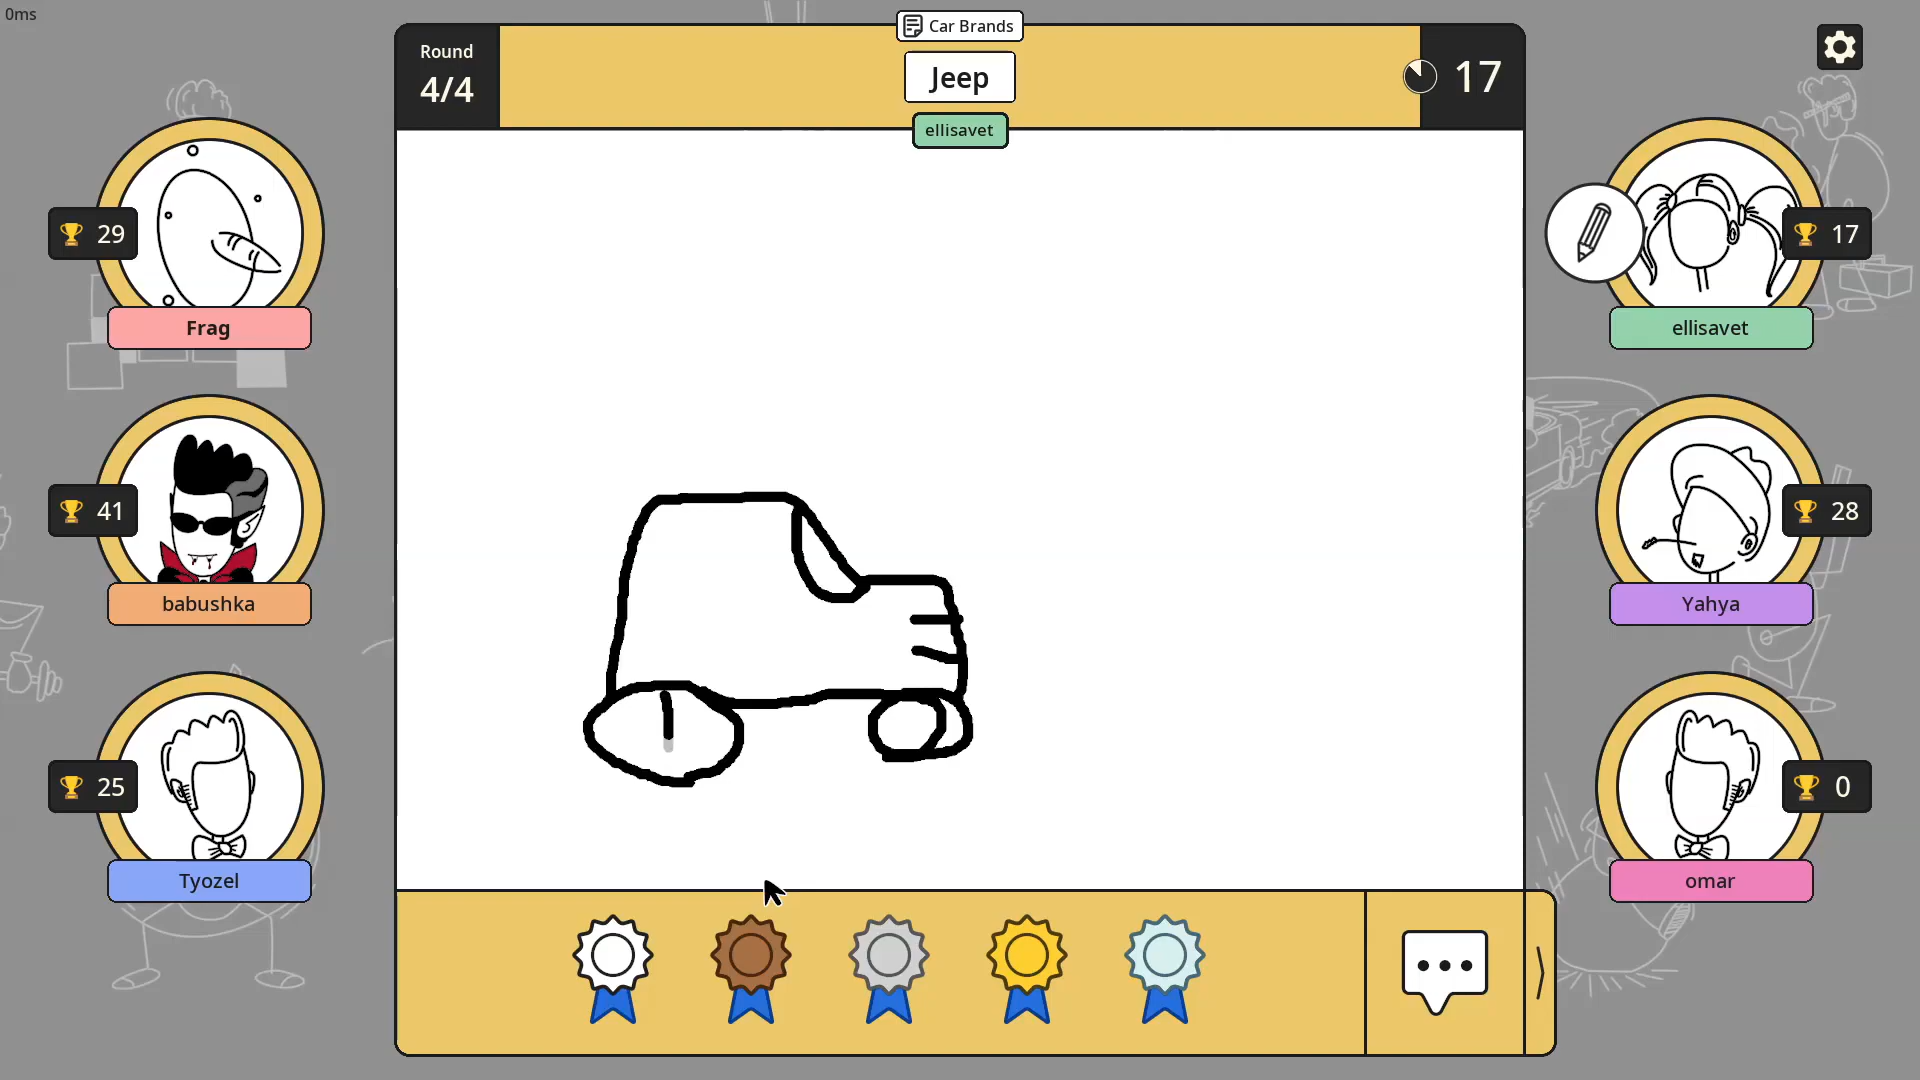 0ms
Car Brands
Round
4/4
Jeep
17
ellisavet
29
Frag
17
ellisavet
41
babushka
28
Yahya
25
Tyozel
0
omar